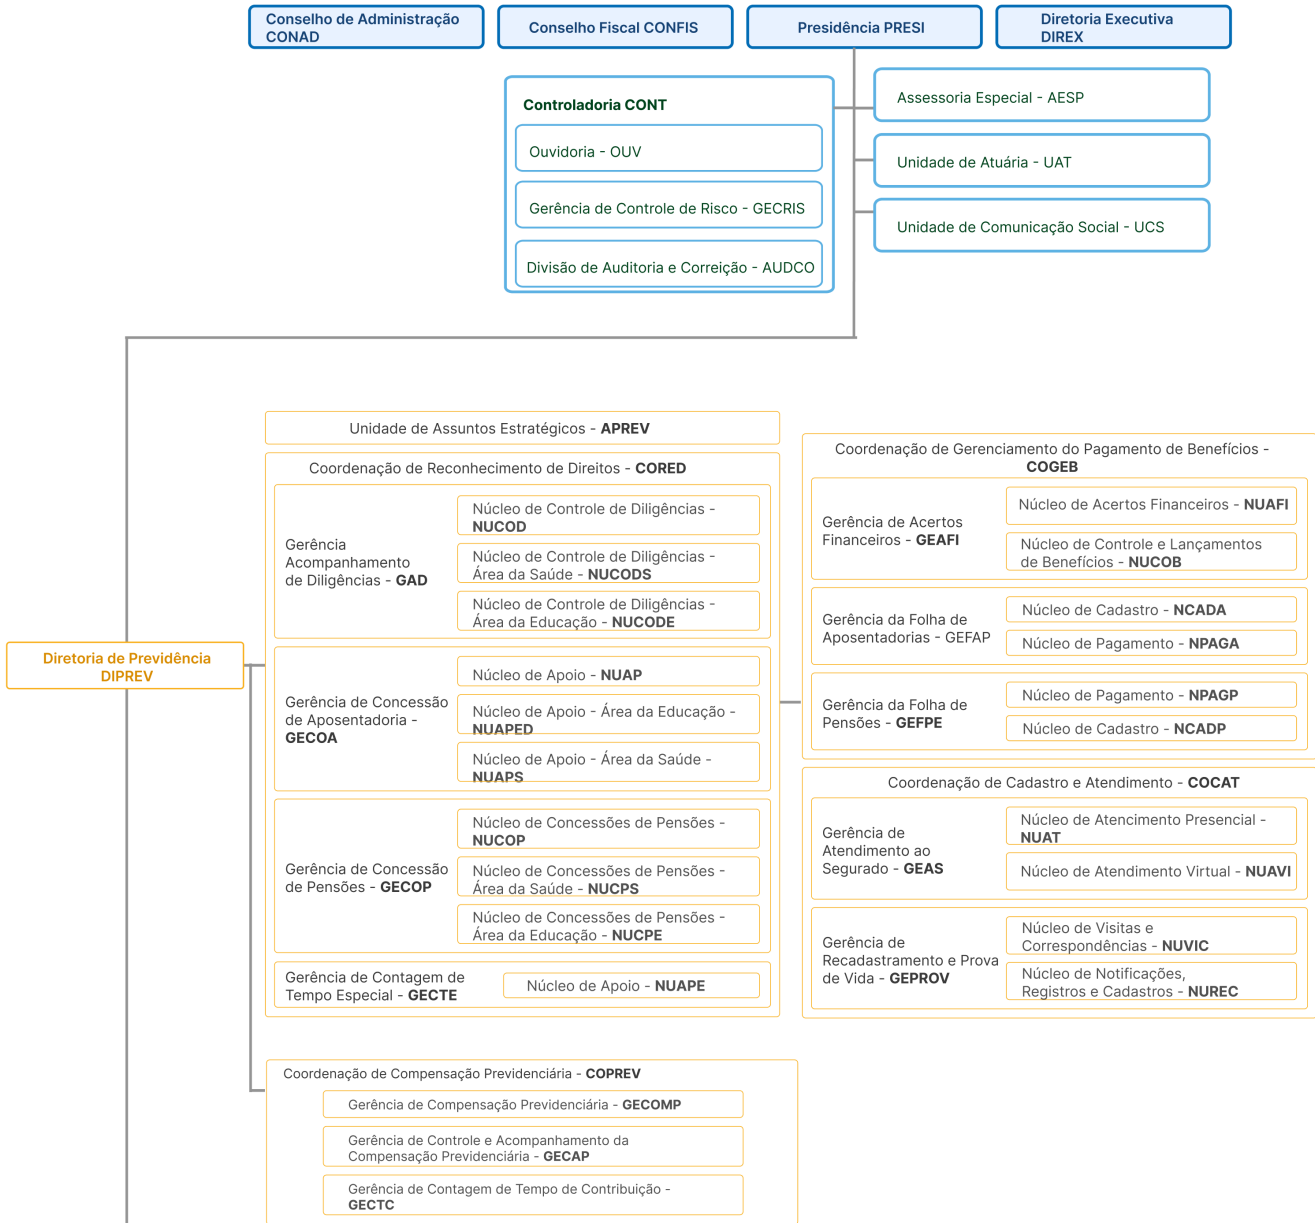 Conselho de Administração
CONAD
Conselho Fiscal CONFIS
Presidência PRESI
Diretoria Executiva
DIREX
Controladoria CONT
Ouvidoria - OUV
Gerência de Controle de Risco - GECRIS
Divisão de Auditoria e Correição - AUDCO
Assessoria Especial - AESP
Unidade de Atuária - UAT
Unidade de Comunicação Social - UCS
Diretoria de Previdência
DIPREV
Unidade de Assuntos Estratégicos - APREV
Coordenação de Reconhecimento de Direitos - CORED
Gerência
Acompanhamento
de Diligências - GAD
Núcleo de Controle de Diligências -
NUCOD
Núcleo de Controle de Diligências -
Área da Saúde - NUCODS
Núcleo de Controle de Diligências -
Área da Educação - NUCODE
Gerência de Concessão
de Aposentadoria -
GECOA
Núcleo de Apoio - NUAP
Núcleo de Apoio - Área da Educação -
NUAPED
Núcleo de Apoio - Área da Saúde -
NUAPS
Gerência de Concessão
de Pensões - GECOP
Núcleo de Concessões de Pensões -
NUCOP
Núcleo de Concessões de Pensões -
Área da Saúde - NUCPS
Núcleo de Concessões de Pensões -
Área da Educação - NUCPE
Gerência de Contagem de
Tempo Especial - GECTE
Núcleo de Apoio - NUAPE
Coordenação de Gerenciamento do Pagamento de Benefícios -
COGEB
Gerência de Acertos
Financeiros - GEAFI
Núcleo de Acertos Financeiros - NUAFI
Núcleo de Controle e Lançamentos
de Benefícios - NUCOB
Gerência da Folha de
Aposentadorias - GEFAP
Núcleo de Cadastro - NCADA
Núcleo de Pagamento - NPAGA
Gerência da Folha de
Pensões - GEFPE
Núcleo de Pagamento - NPAGP
Núcleo de Cadastro - NCADP
Coordenação de Cadastro e Atendimento - COCAT
Gerência de
Atendimento ao
Segurado - GEAS
Núcleo de Atencimento Presencial -
NUAT
Núcleo de Atendimento Virtual - NUAVI
Gerência de
Recadastramento e Prova
de Vida - GEPROV
Núcleo de Visitas e
Correspondências - NUVIC
Núcleo de Notificações,
Registros e Cadastros - NUREC
Coordenação de Compensação Previdenciária - COPREV
Gerência de Compensação Previdenciária - GECOMP
Gerência de Controle e Acompanhamento da
Compensação Previdenciária - GECAP
Gerência de Contagem de Tempo de Contribuição -
GECTC